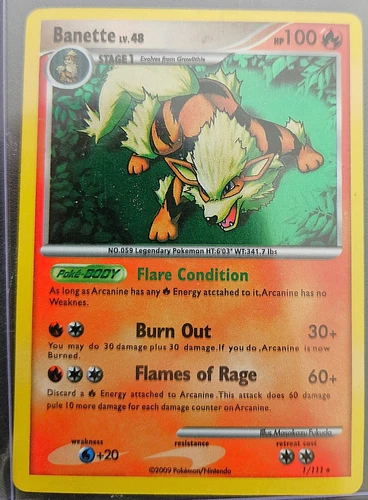 Banette LV.48 HP100
STAGE 1 Evolves from Growlithe
NO.059 Legendary Pokemon HT:6'03" WT:341.7 lbs
Poké-BODY Flare Condition
As long as Arcanine has any Energy atctahed to it,Arcanine has no
Weaknes.
Burn Out 30+
You may do 30 damage plus 30 damage.If you do,Arcanine is now
Burned.
Flames of Rage 60+
Discard a Energy attached to Arcanine.This attack does 60 damage
pule 10 more damage for each damage counter on Arcanine.
Illus.Masakazu Fukuda
weakness resistance retreat cost
+20
©2009 Pokémon/Nintendo 1/111